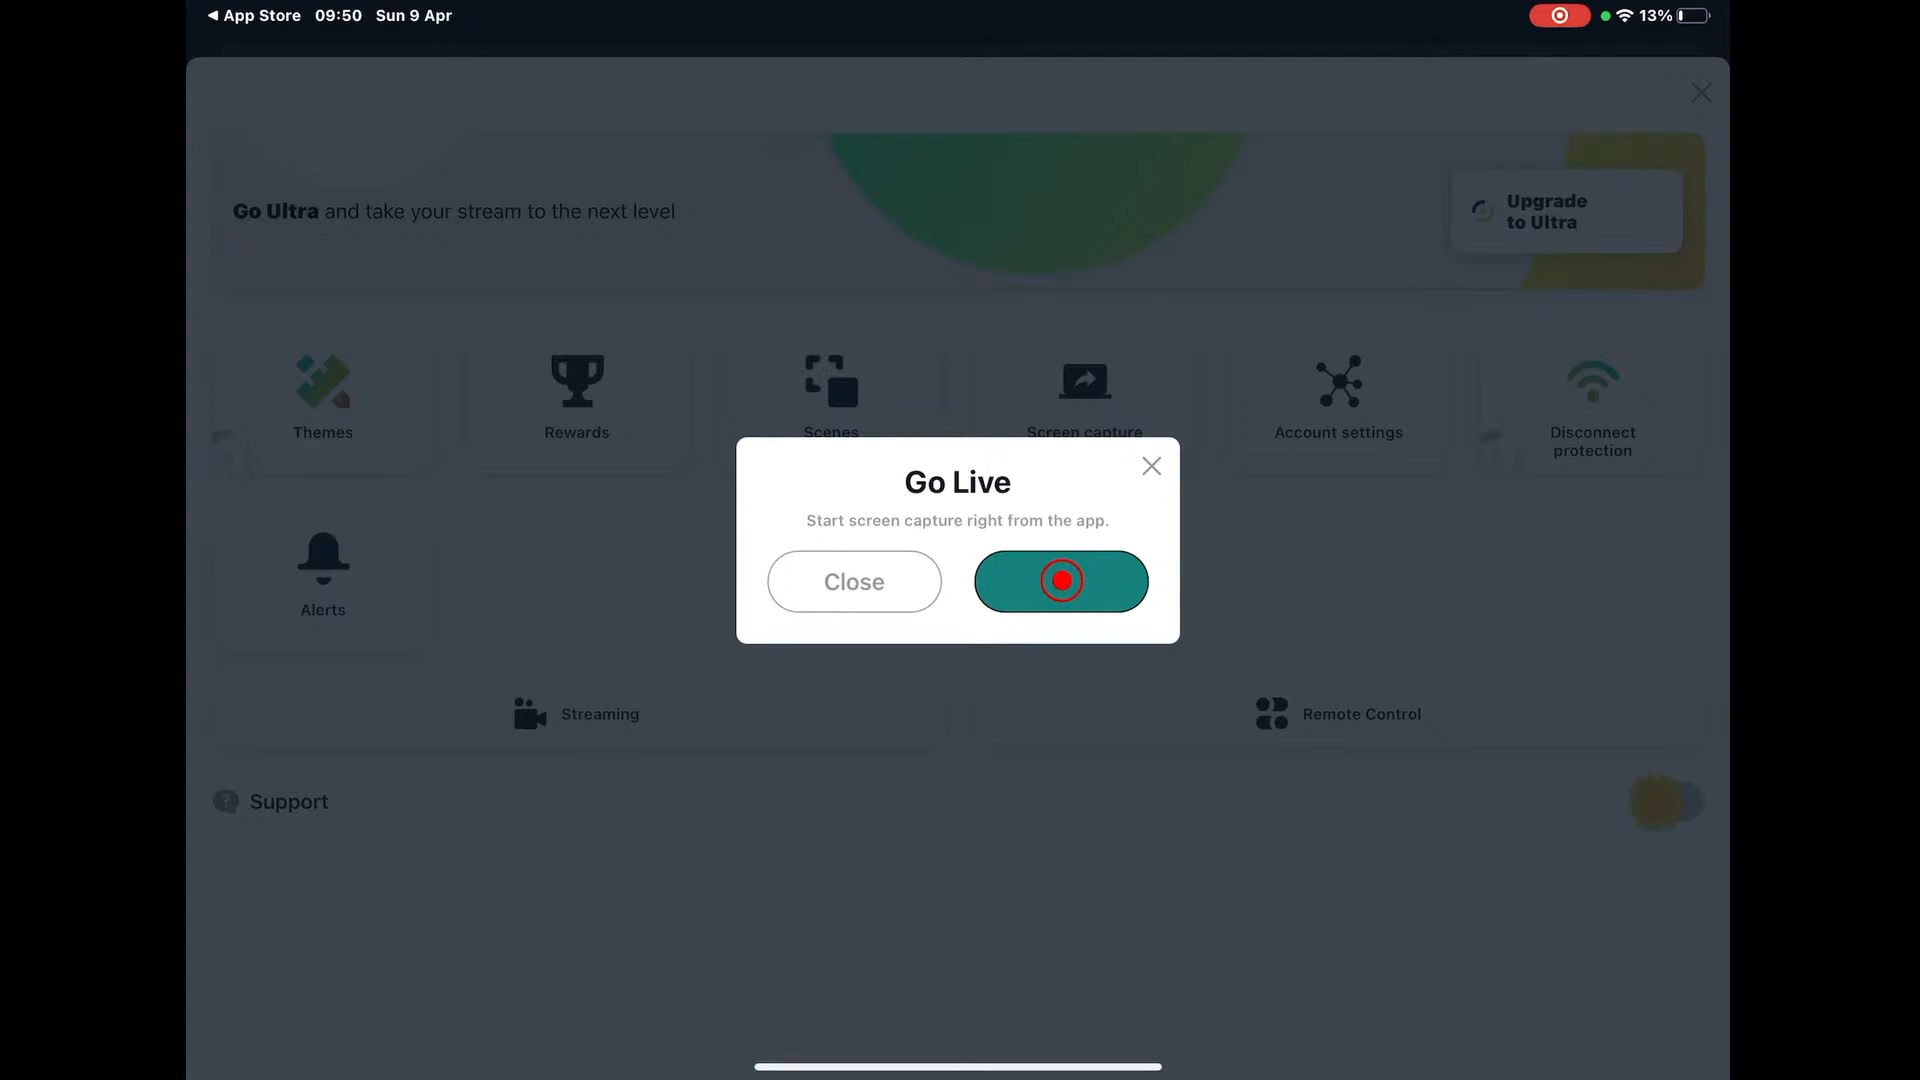 ◀ App Store 09:50 Sun 9 Apr
13%
Go Ultra and take your stream to the next level
Upgrade
to Ultra
Themes
Rewards
Scenes
Screen capture
Account settings
Disconnect
protection
Go Live
Start screen capture right from the app.
Close
Alerts
Streaming
Remote Control
Support